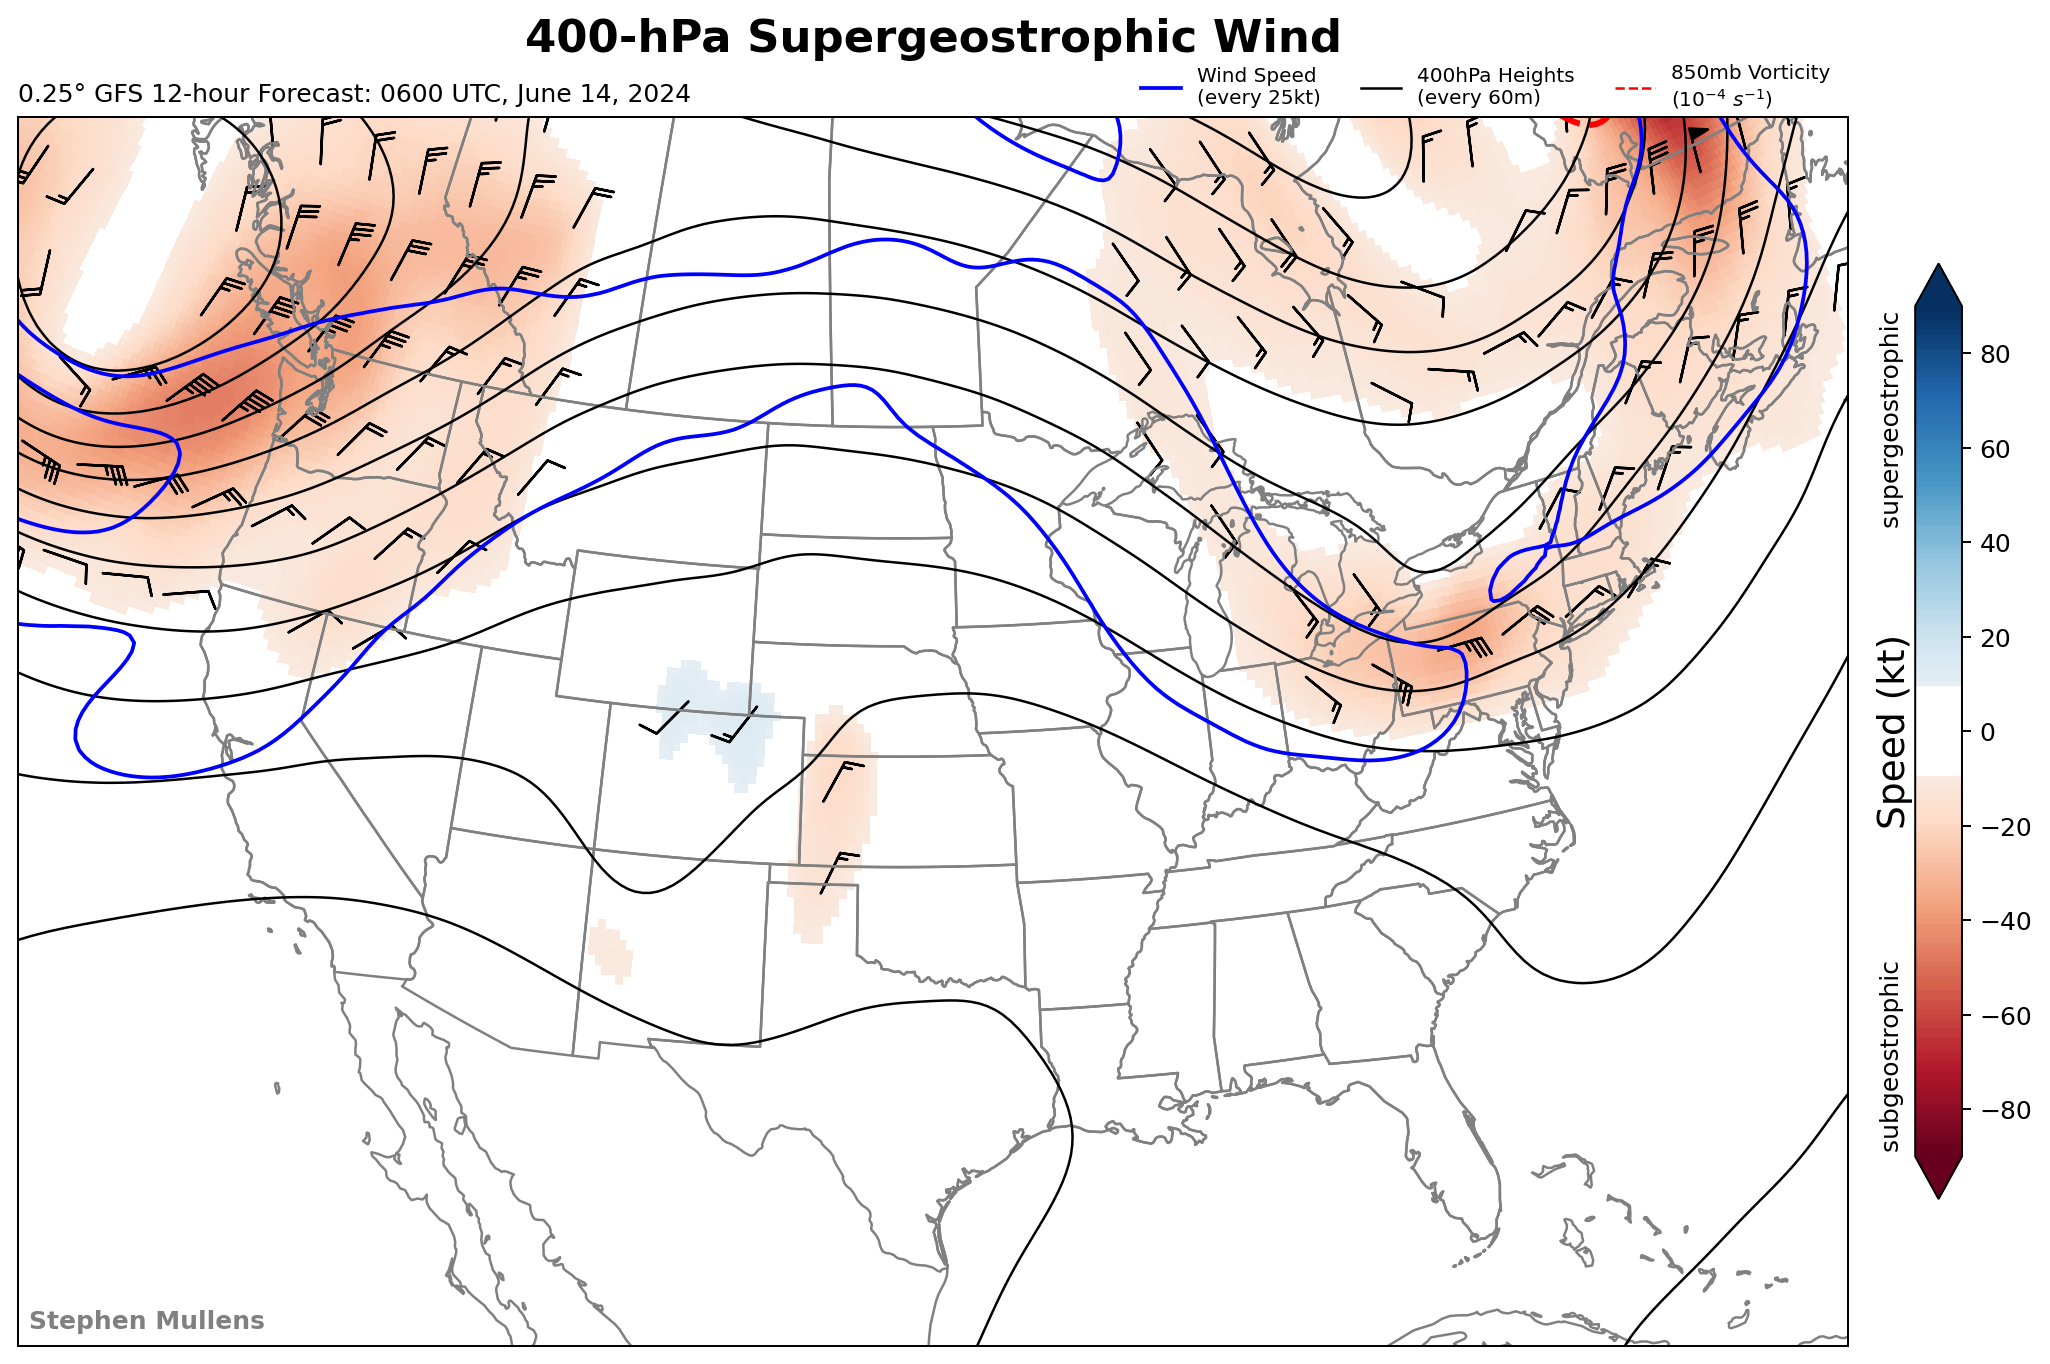 400-hPa Supergeostrophic Wind
0.25° GFS 12-hour Forecast: 0600 UTC, June 14, 2024
Wind Speed
(every 25kt)
400hPa Heights
(every 60m)
850mb Vorticity
(10⁻⁴ s⁻¹)
supergeostrophic
Speed (kt)
subgeostrophic
80
60
40
20
0
−20
−40
−60
−80
Stephen Mullens